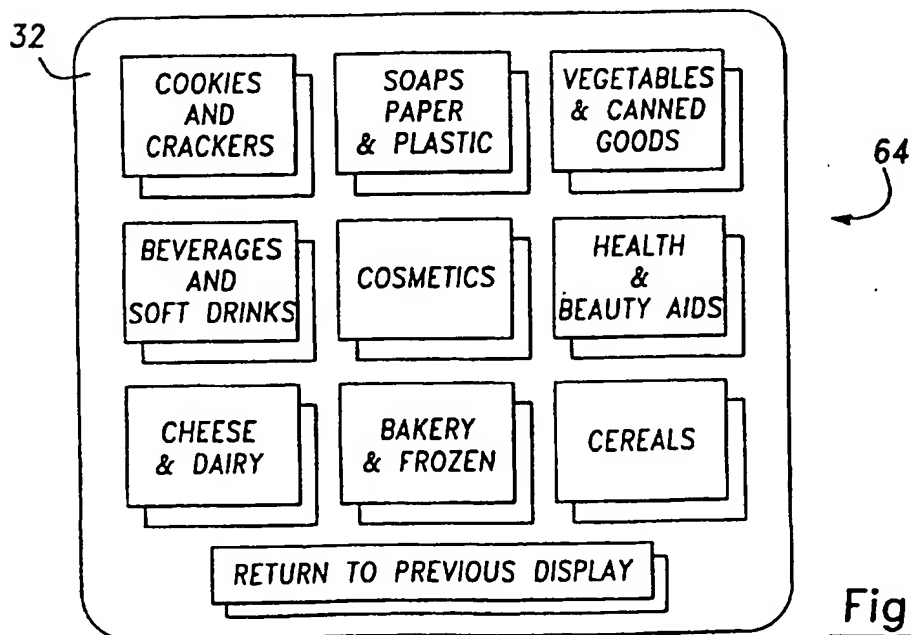 32
COOKIES
AND
CRACKERS
SOAPS
PAPER
& PLASTIC
VEGETABLES
& CANNED
GOODS
64
BEVERAGES
AND
SOFT DRINKS
COSMETICS
HEALTH
&
BEAUTY AIDS
CHEESE
& DAIRY
BAKERY
& FROZEN
CEREALS
RETURN TO PREVIOUS DISPLAY
Fig